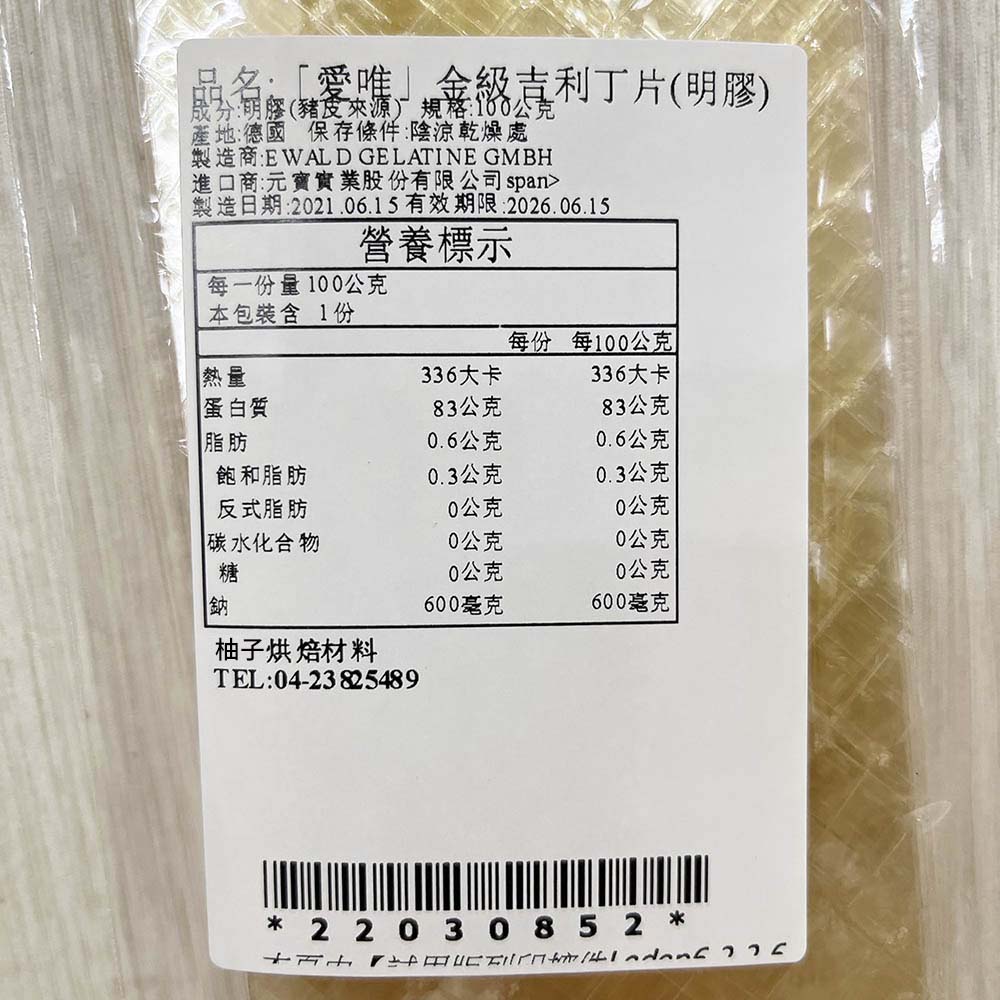 品名:「愛唯」金級吉利丁片(明膠)
成分:明膠(豬皮來源) 規格:100公克
產地:德國 保存條件:陰涼乾燥處
製造商:EWALD GELATINE GMBH
進口商:元寶實業股份有限公司span>
製造日期:2021.06.15有效期限:2026.06.15
營養標示
每一份量 100公克
本包裝含 1份
每份 每100公克
熱量 336大卡 336大卡
蛋白質 83公克 83公克
脂肪 0.6公克 0.6公克
飽和脂肪 0.3公克 0.3公克
反式脂肪 0公克 0公克
碳水化合物 0公克 0公克
糖 0公克 0公克
鈉 600毫克 600毫克
柚子烘焙材料
TEL:04-23825489
*22030852*